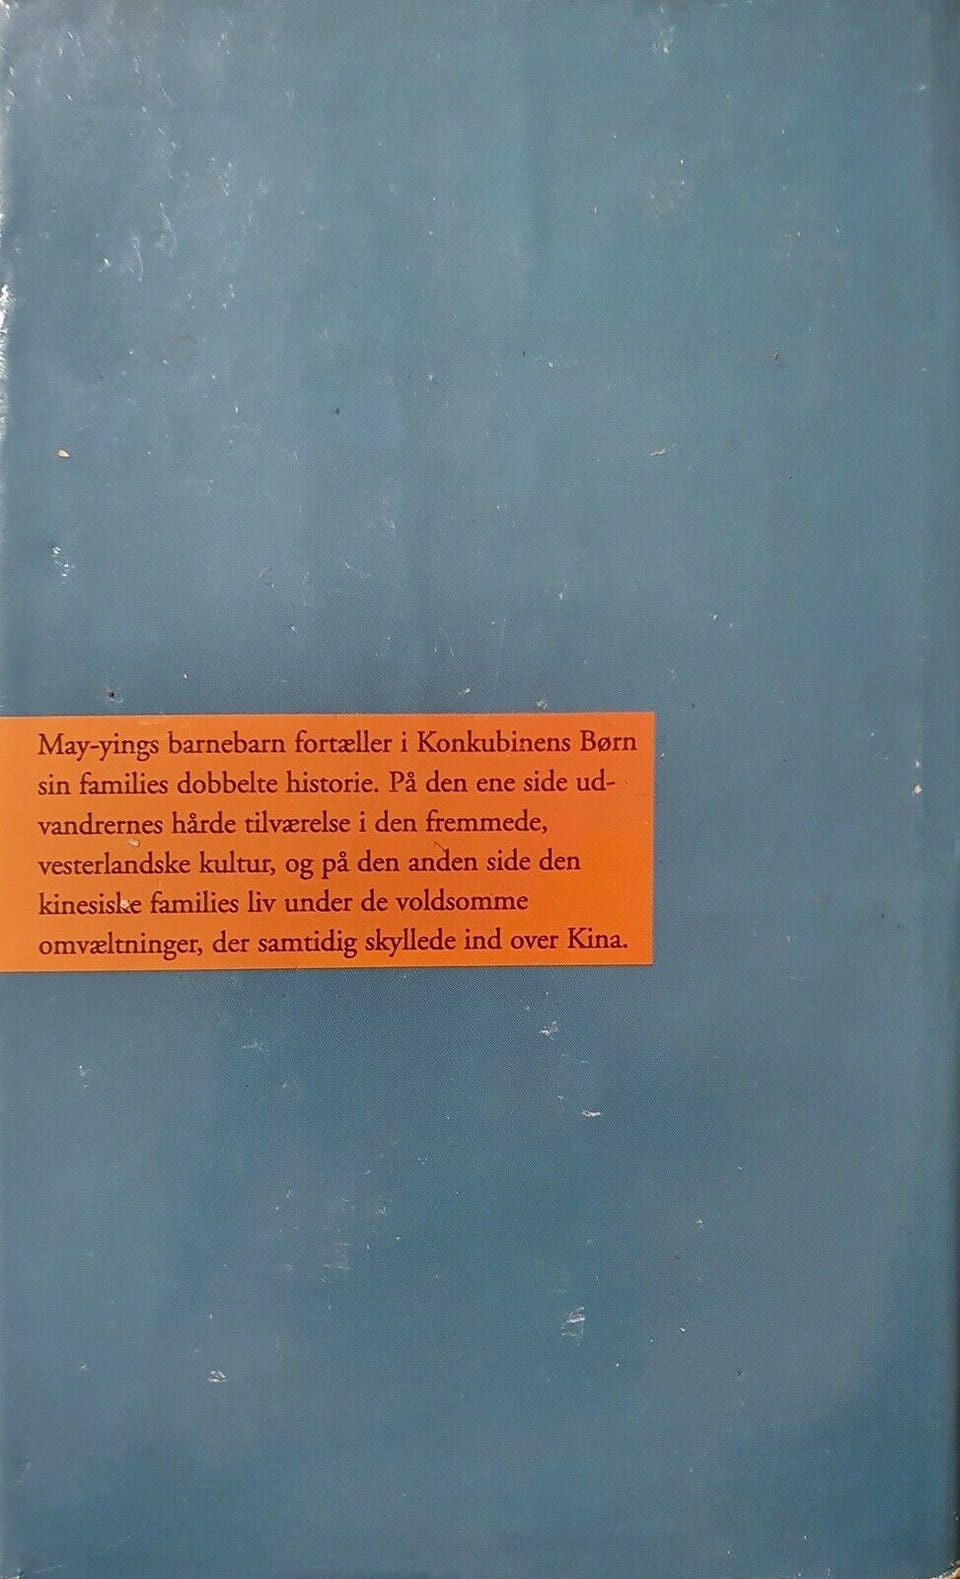 May-yings barnebarn fortæller i Konkubinens Børn
sin families dobbelte historie. På den ene side ud-
vandrernes hårde tilværelse i den fremmede,
vesterlandske kultur, og på den anden side den
kinesiske families liv under de voldsomme
omvæltninger, der samtidig skyllede ind over Kina.